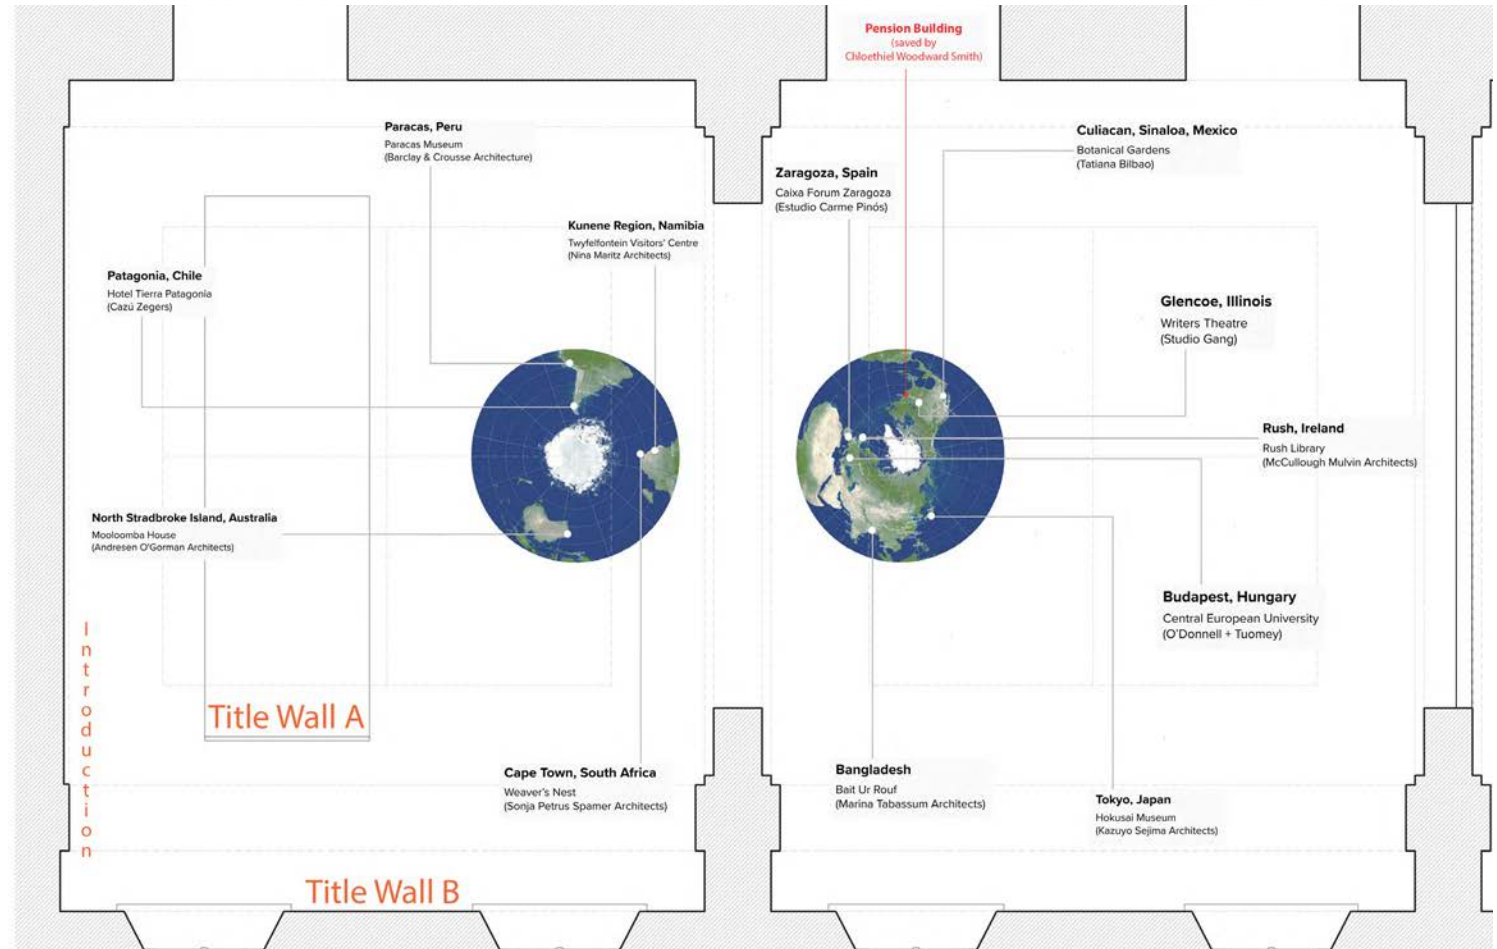 Pension Building
(saved by
Chloethiel Woodward Smith)
Paracas, Peru
Paracas Museum
(Barclay & Crousse Architecture)
Culiacan, Sinaloa, Mexico
Botanical Gardens
(Tatiana Bilbao)
Zaragoza, Spain
Caixa Forum Zaragoza
(Estudio Carme Pinós)
Kunene Region, Namibia
Twyfelfontein Visitors' Centre
(Nina Maritz Architects)
Patagonia, Chile
Hotel Tierra Patagonia
(Cazú Zegers)
Glencoe, Illinois
Writers Theatre
(Studio Gang)
Rush, Ireland
Rush Library
(McCullough Mulvin Architects)
North Stradbroke Island, Australia
Mooloomba House
(Andresen O'Gorman Architects)
Budapest, Hungary
Central European University
(O'Donnell + Tuomey)
Introduction
Title Wall A
Cape Town, South Africa
Weaver's Nest
(Sonja Petrus Spamer Architects)
Bangladesh
Bait Ur Rouf
(Marina Tabassum Architects)
Tokyo, Japan
Hokusai Museum
(Kazuyo Sejima Architects)
Title Wall B